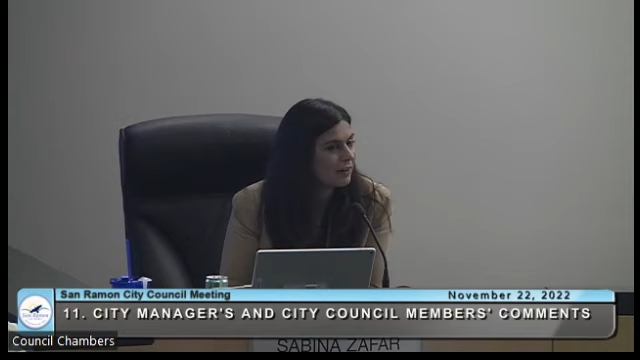 San Ramon City Council Meeting
November 22, 2022
11. CITY MANAGER'S AND CITY COUNCIL MEMBERS' COMMENTS
Council Chambers
SABINA ZAFAR